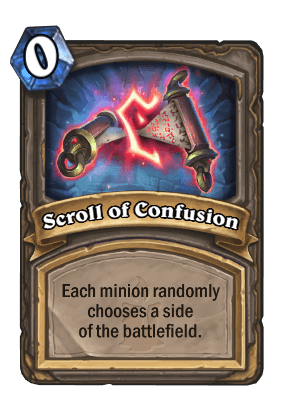 0
Scroll of Confusion
Each minion randomly
chooses a side
of the battlefield.